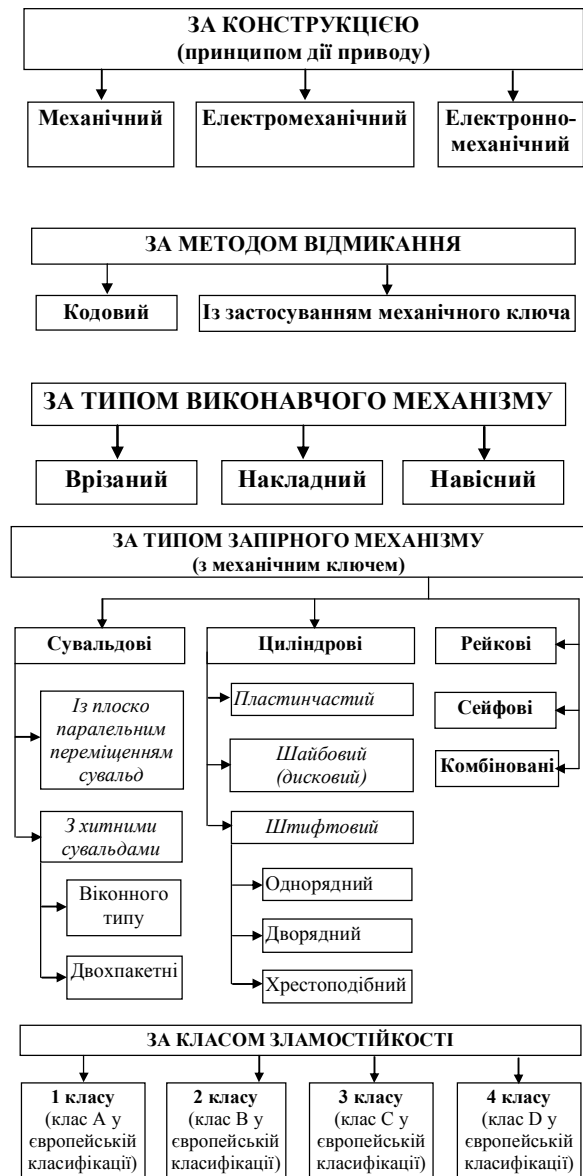 ЗА КОНСТРУКЦІЄЮ
(принципом дії приводу)
Механічний
Електромеханічний
Електронно-
механічний
ЗА МЕТОДОМ ВІДМИКАННЯ
Кодовий
Із застосуванням механічного ключа
ЗА ТИПОМ ВИКОНАВЧОГО МЕХАНІЗМУ
Врізаний
Накладний
Навісний
ЗА ТИПОМ ЗАПІРНОГО МЕХАНІЗМУ
(з механічним ключем)
Сувальдові
Із плоско
паралельним
переміщенням
сувальд
З хитними
сувальдами
Віконного
типу
Двохпакетні
Циліндрові
Пластинчастий
Шайбовий
(дисковий)
Штифтовий
Однорядний
Дворядний
Хрестоподібний
Рейкові
Сейфові
Комбіновані
ЗА КЛАСОМ ЗЛАМОСТІЙКОСТІ
1 класу
(клас А у
європейській
класифікації)
2 класу
(клас В у
європейській
класифікації)
3 класу
(клас С у
європейській
класифікації)
4 класу
(клас D у
європейській
класифікації)